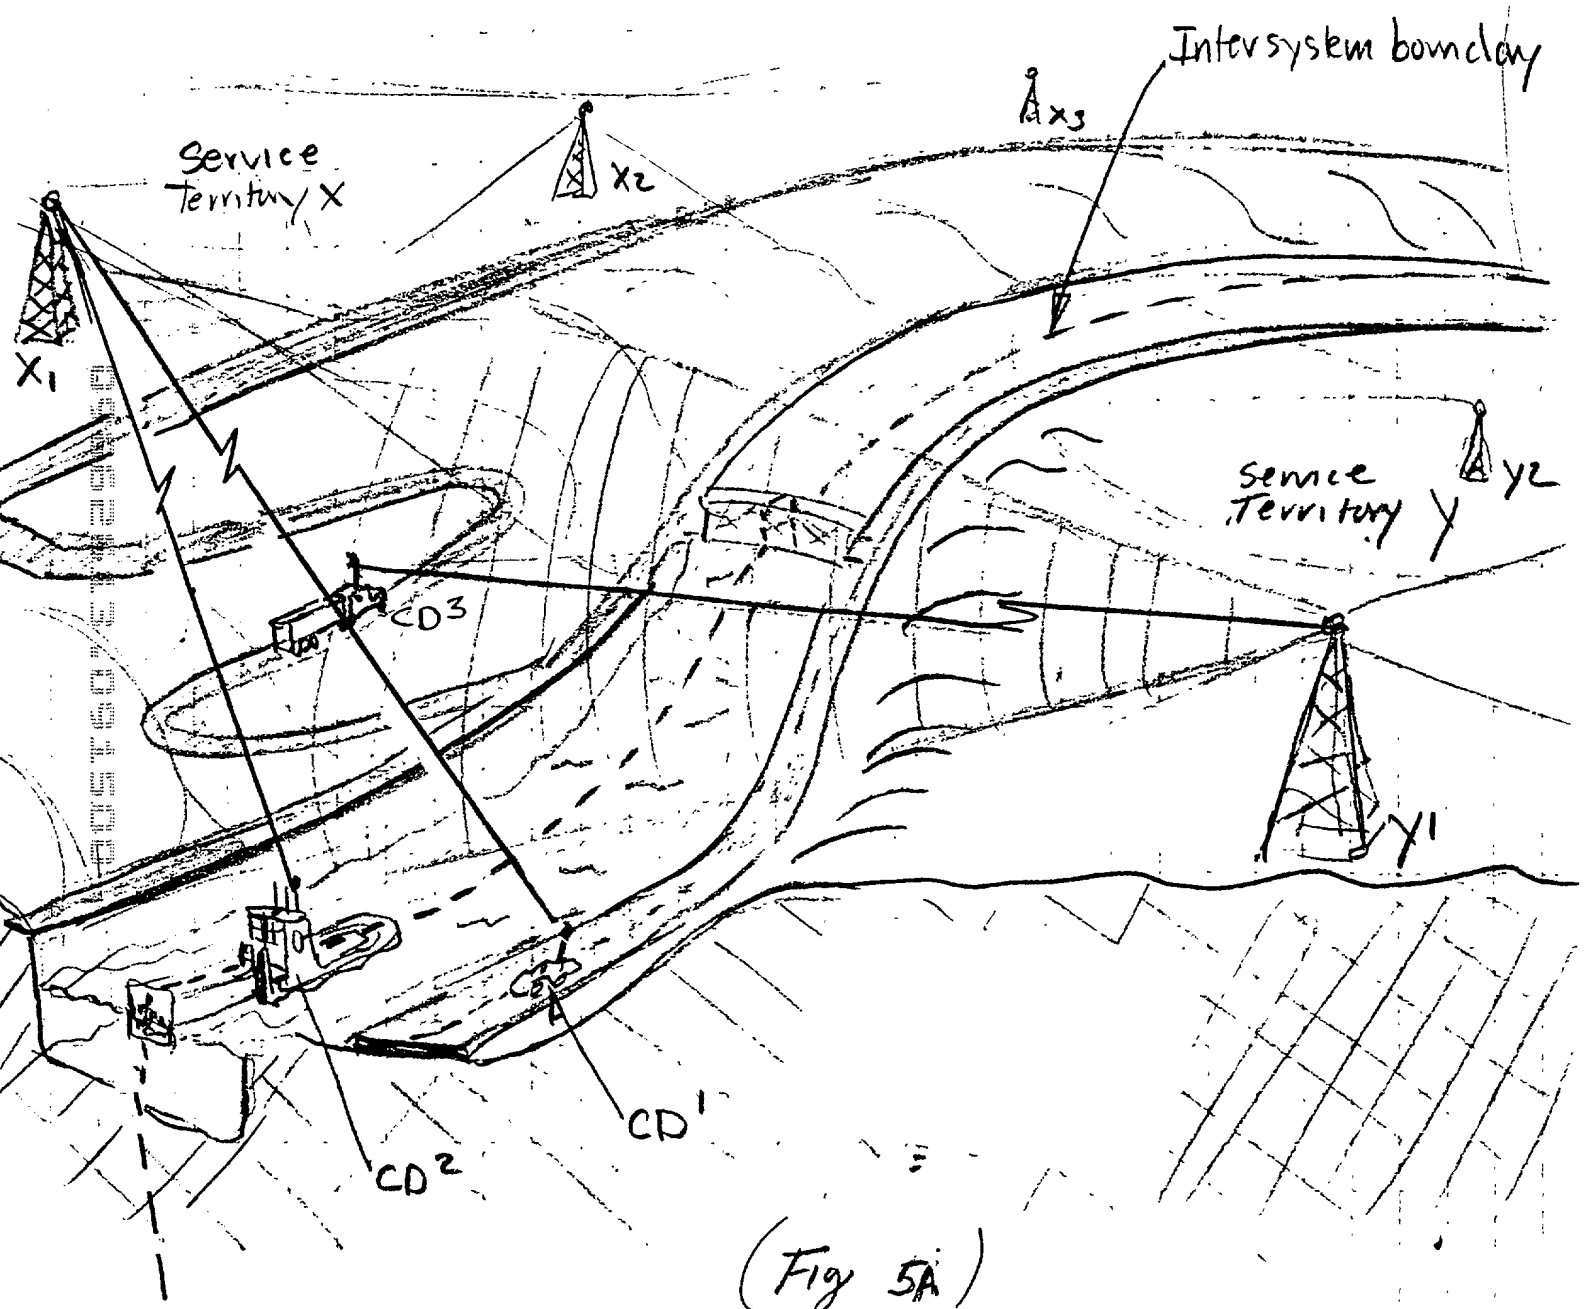 Intersystem boundary
X3
Service
Territory X
X2
X1
Service
Territory Y
Y2
CD3
Y1
CD1
CD2
(Fig 5A)